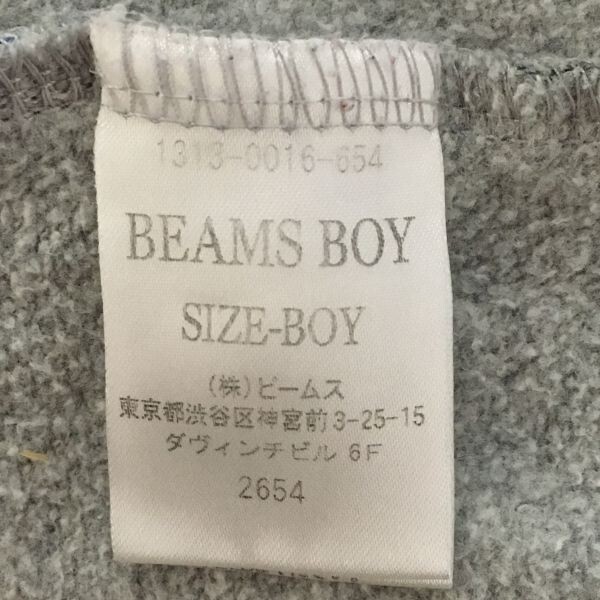 1313-0016-654
BEAMS BOY
SIZE-BOY
(株)ビームス
東京都渋谷区神宮前3-25-15
ダヴィンチビル 6F
2654